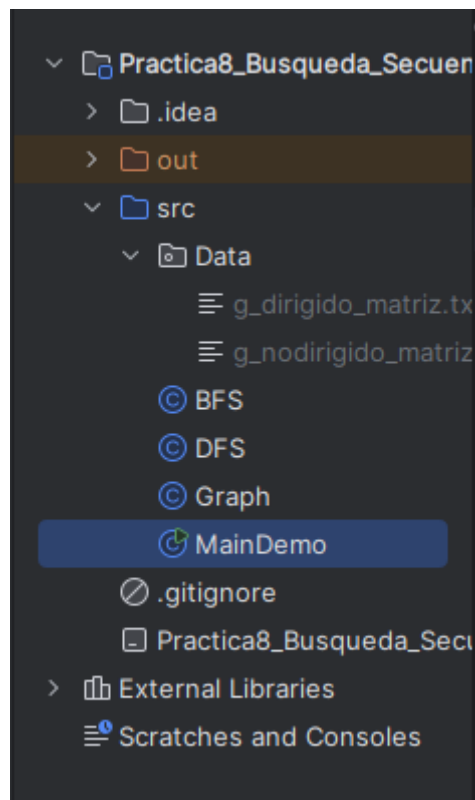 Practica8_Busqueda_Secuen
.idea
out
src
Data
g_dirigido_matriz.tx
g_nodirigido_matriz
BFS
DFS
Graph
MainDemo
.gitignore
Practica8_Busqueda_Secu
External Libraries
Scratches and Consoles